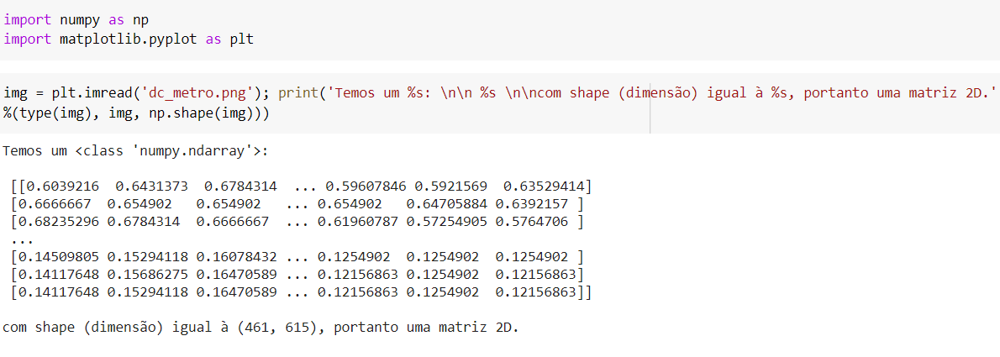 import numpy as np
import matplotlib.pyplot as plt
img = plt.imread('dc_metro.png'); print('Temos um %s: \n\n %s \n\ncom shape (dimensão) igual à %s, portanto uma matriz 2D.'
%(type(img), img, np.shape(img)))
Temos um <class 'numpy.ndarray'>:
[[0.6039216 0.6431373 0.6784314 ... 0.59607846 0.5921569 0.63529414]
[0.6666667 0.654902 0.654902 ... 0.654902 0.64705884 0.6392157 ]
[0.68235296 0.6784314 0.6666667 ... 0.61960787 0.57254905 0.5764706 ]
...
[0.14509805 0.15294118 0.16078432 ... 0.1254902 0.1254902 0.1254902 ]
[0.14117648 0.15686275 0.16470589 ... 0.12156863 0.1254902 0.12156863]
[0.14117648 0.15294118 0.16470589 ... 0.12156863 0.1254902 0.12156863]]
com shape (dimensão) igual à (461, 615), portanto uma matriz 2D.